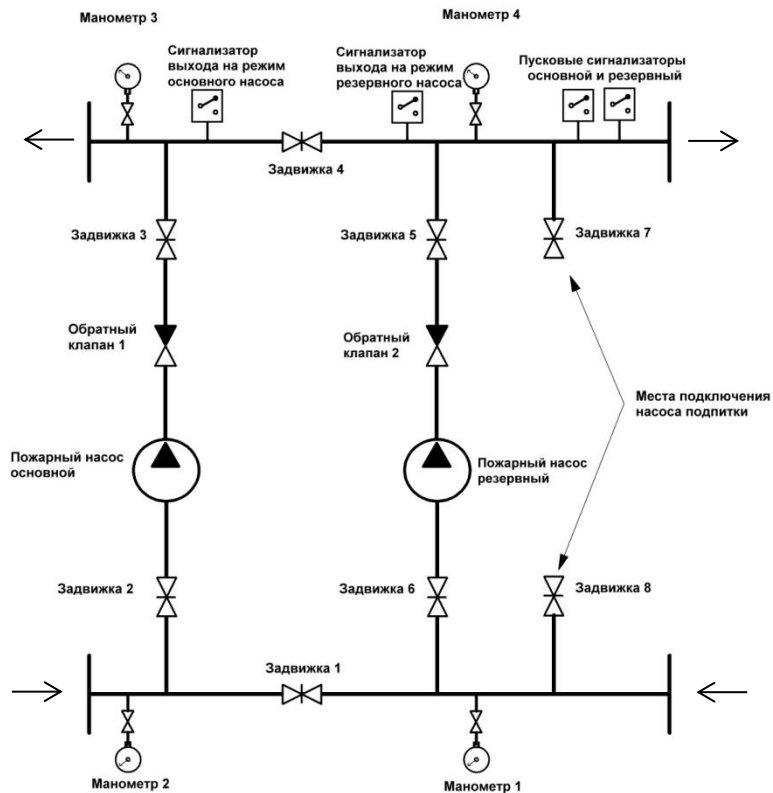 Манометр 3
Манометр 4
Сигнализатор
выхода на режим
основного насоса
Сигнализатор
выхода на режим
резервного насоса
Пусковые сигнализаторы
основной и резервный
Задвижка 4
Задвижка 3
Задвижка 5
Задвижка 7
Обратный
клапан 1
Обратный
клапан 2
Места подключения
насоса подпитки
Пожарный насос
основной
Пожарный насос
резервный
Задвижка 2
Задвижка 6
Задвижка 8
Задвижка 1
Манометр 2
Манометр 1